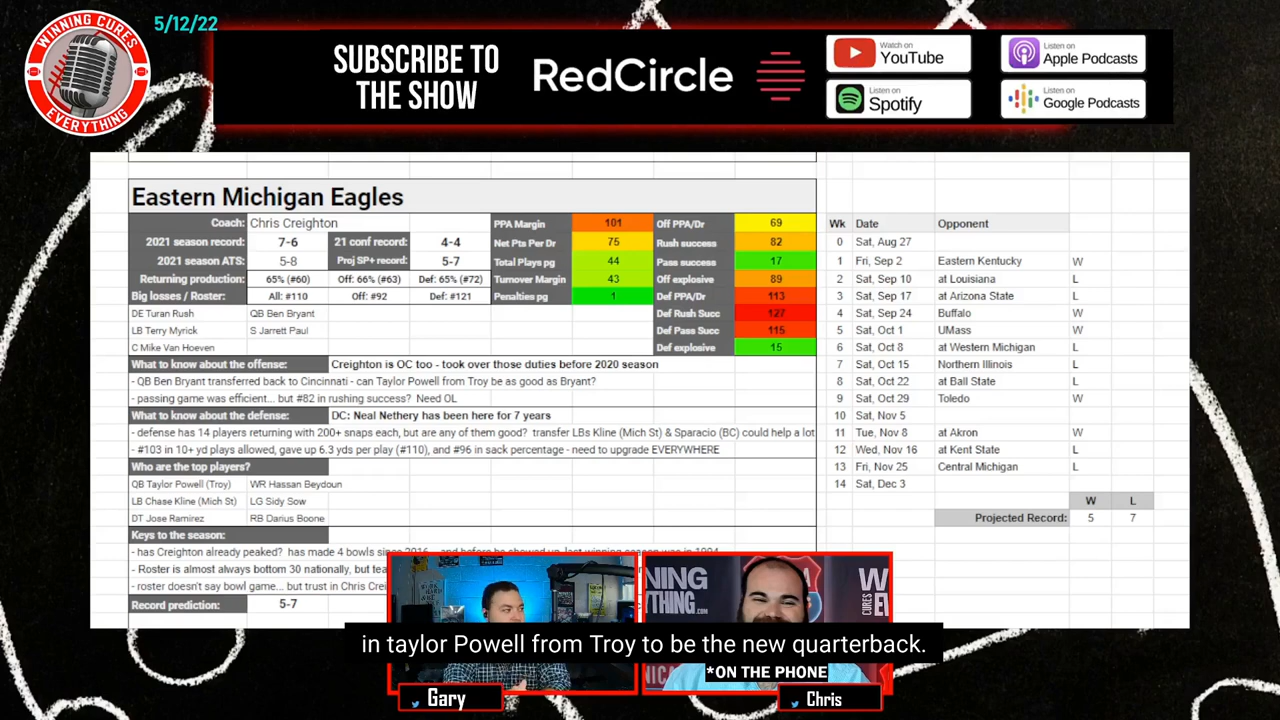 5/12/22
WINNING CURES
EVERYTHING
SUBSCRIBE TO
THE SHOW
RedCircle
Watch on
YouTube
Listen on
Apple Podcasts
Listen on
Spotify
Listen on
Google Podcasts
Eastern Michigan Eagles
Coach: Chris Creighton
2021 season record: 7-6 21 conf record: 4-4
2021 season ATS: 5-8 Proj SP+ record: 5-7
Returning production: 65% (#60) Off: 66% (#63) Def: 65% (#72)
Big losses / Roster: All: #110 Off: #92 Def: #121
DE Turan Rush QB Ben Bryant
LB Terry Myrick S Jarrett Paul
C Mike Van Hoeven
PPA Margin 101 Off PPA/Dr 69
Net Pts Per Dr 75 Rush success 82
Total Plays pg 44 Pass success 17
Turnover Margin 43 Off explosive 89
Penalties pg 1 Def PPA/Dr 113
Def Rush Succ 127
Def Pass Succ 115
Def explosive 15
What to know about the offense: Creighton is OC too - took over those duties before 2020 season
- QB Ben Bryant transferred back to Cincinnati - can Taylor Powell from Troy be as good as Bryant?
- passing game was efficient... but #82 in rushing success? Need OL
What to know about the defense: DC: Neal Nethery has been here for 7 years
- defense has 14 players returning with 200+ snaps each, but are any of them good? transfer LBs Kline (Mich St) & Sparacio (BC) could help a lot
- #103 in 10+ yd plays allowed, gave up 6.3 yds per play (#110), and #96 in sack percentage - need to upgrade EVERYWHERE
Who are the top players?
QB Taylor Powell (Troy) WR Hassan Beydoun
LB Chase Kline (Mich St) LG Sidy Sow
DT Jose Ramirez RB Darius Boone
Keys to the season:
- has Creighton already peaked? has made 4 bowls since 2016... and before he showed up, last winning season was in 1994
- Roster is almost always bottom 30 nationally, but
- roster doesn't say bowl game... but trust in Chris
Record prediction: 5-7
Wk Date Opponent
0 Sat, Aug 27
1 Fri, Sep 2 Eastern Kentucky W
2 Sat, Sep 10 at Louisiana L
3 Sat, Sep 17 at Arizona State L
4 Sat, Sep 24 Buffalo W
5 Sat, Oct 1 UMass W
6 Sat, Oct 8 at Western Michigan L
7 Sat, Oct 15 Northern Illinois L
8 Sat, Oct 22 at Ball State L
9 Sat, Oct 29 Toledo W
10 Sat, Nov 5
11 Tue, Nov 8 at Akron W
12 Wed, Nov 16 at Kent State L
13 Fri, Nov 25 Central Michigan L
14 Sat, Dec 3
W L
Projected Record: 5 7
in taylor Powell from Troy to be the new quarterback.
*ON THE PHONE
Gary
Chris